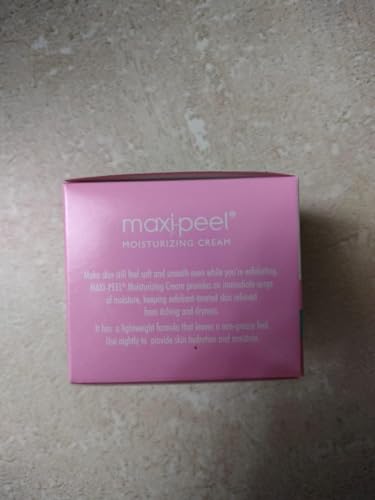 maxi-peel®
MOISTURIZING CREAM
Make skin still feel soft and smooth even while you're exfoliating.
MAXI-PEEL® Moisturizing Cream provides an immediate surge
of moisture, keeping exfoliant-treated skin relieved
from itching and dryness.
It has a lightweight formula that leaves a non-greasy feel.
Use nightly to provide skin hydration and moisture.